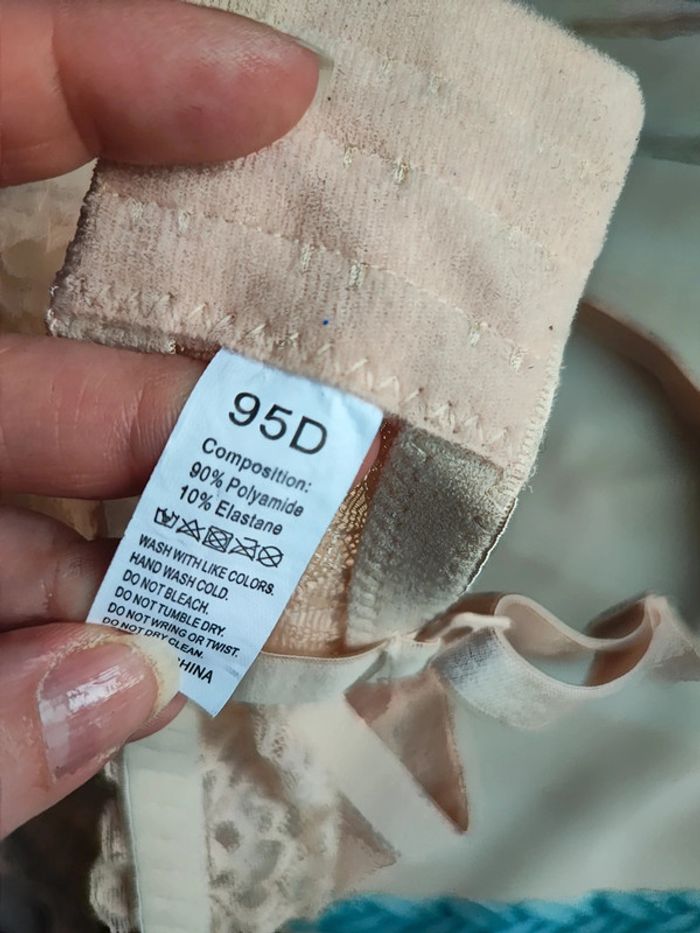 95D
Composition:
90% Polyamide
10% Elastane
WASH WITH LIKE COLORS.
HAND WASH COLD.
DO NOT BLEACH.
DO NOT TUMBLE DRY.
DO NOT WRING OR TWIST.
DO NOT DRY CLEAN.
CHINA